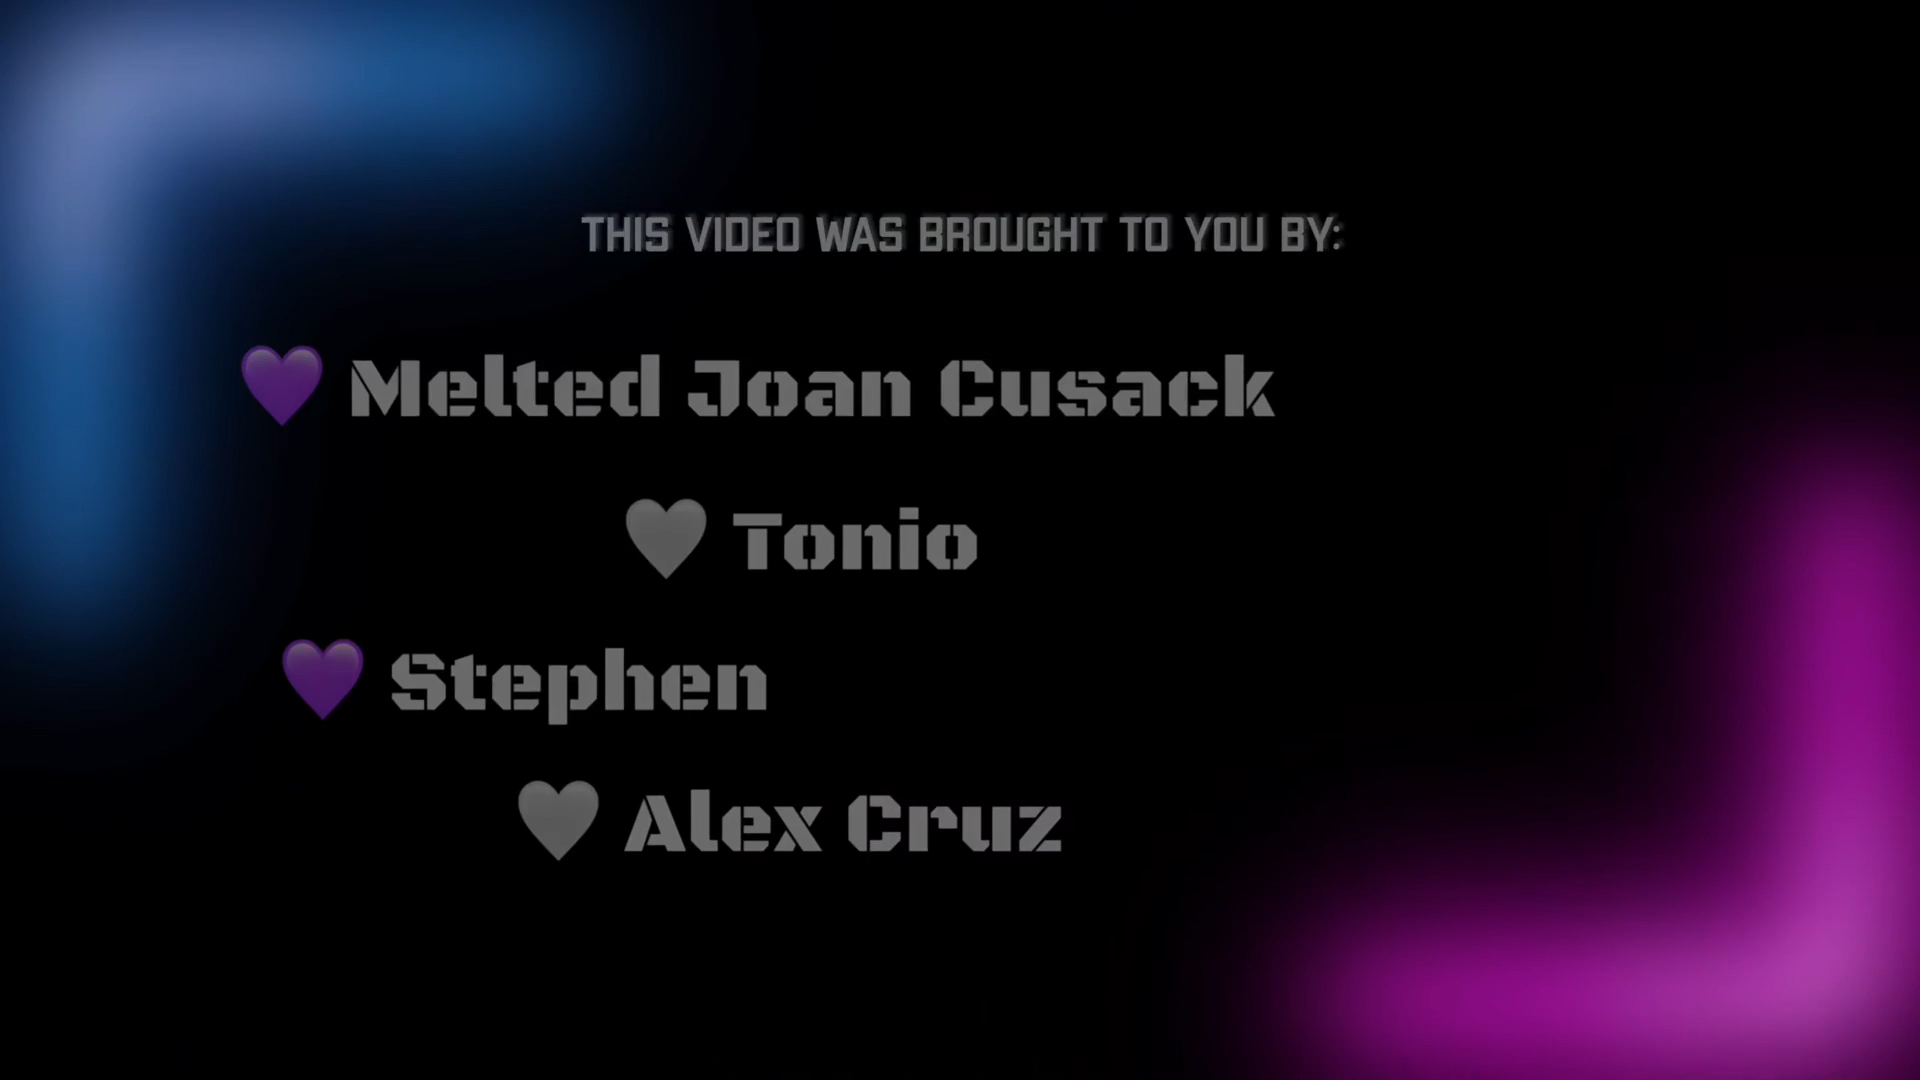 THIS VIDEO WAS BROUGHT TO YOU BY:
💜 Melted Joan Cusack
🤍 Tonio
💜 Stephen
🤍 Alex Cruz